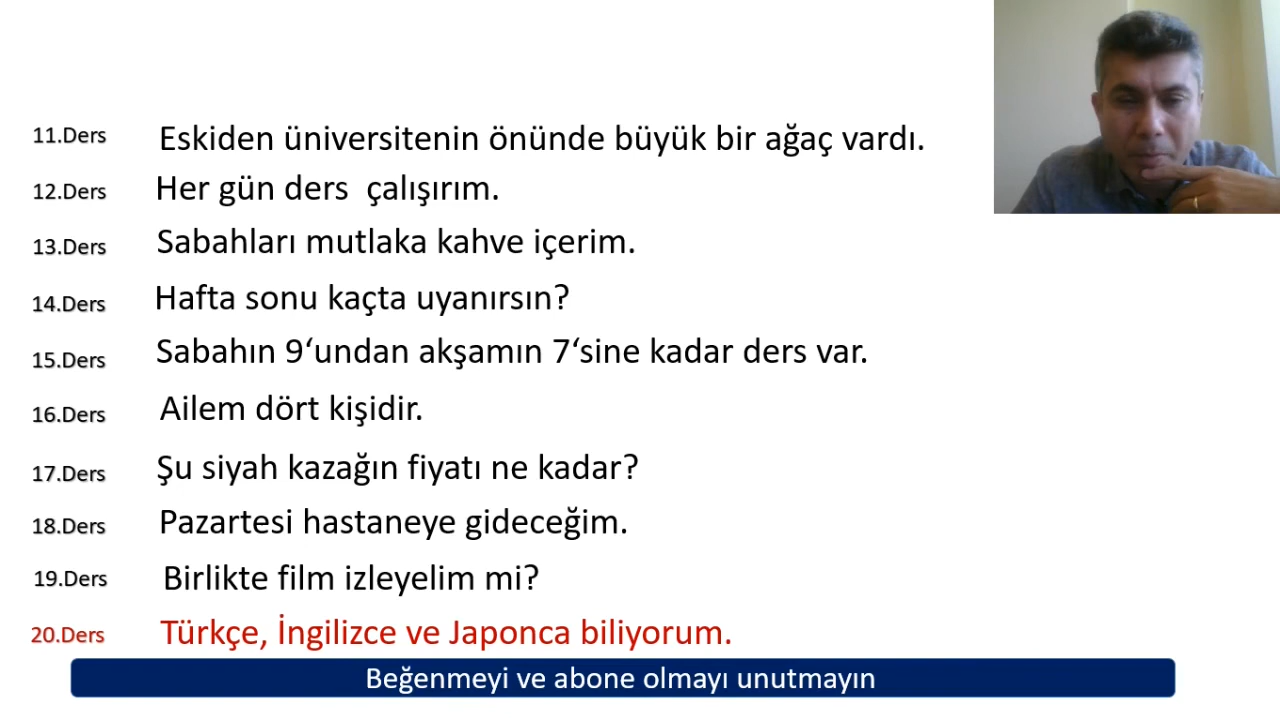 11.Ders Eskiden üniversitenin önünde büyük bir ağaç vardı.
12.Ders Her gün ders çalışırım.
13.Ders Sabahları mutlaka kahve içerim.
14.Ders Hafta sonu kaçta uyanırsın?
15.Ders Sabahın 9‘undan akşamın 7‘sine kadar ders var.
16.Ders Ailem dört kişidir.
17.Ders Şu siyah kazağın fiyatı ne kadar?
18.Ders Pazartesi hastaneye gideceğim.
19.Ders Birlikte film izleyelim mi?
20.Ders Türkçe, İngilizce ve Japonca biliyorum.
Beğenmeyi ve abone olmayı unutmayın